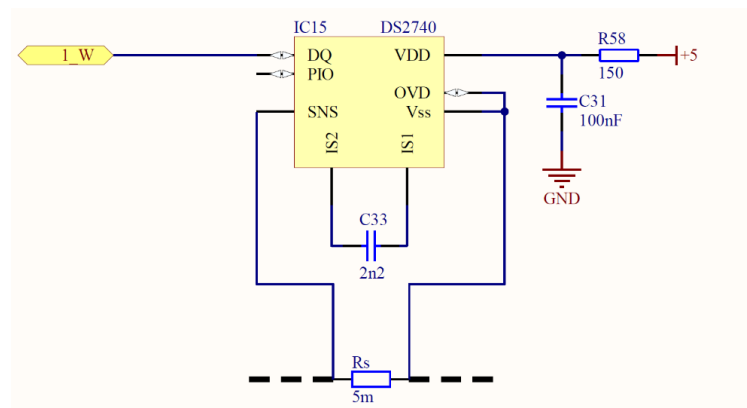 IC15
DS2740
1_W
DQ
VDD
R58
150
+5
PIO
OVD
SNS
Vss
C31
100nF
IS2
IS1
GND
C33
2n2
Rs
5m